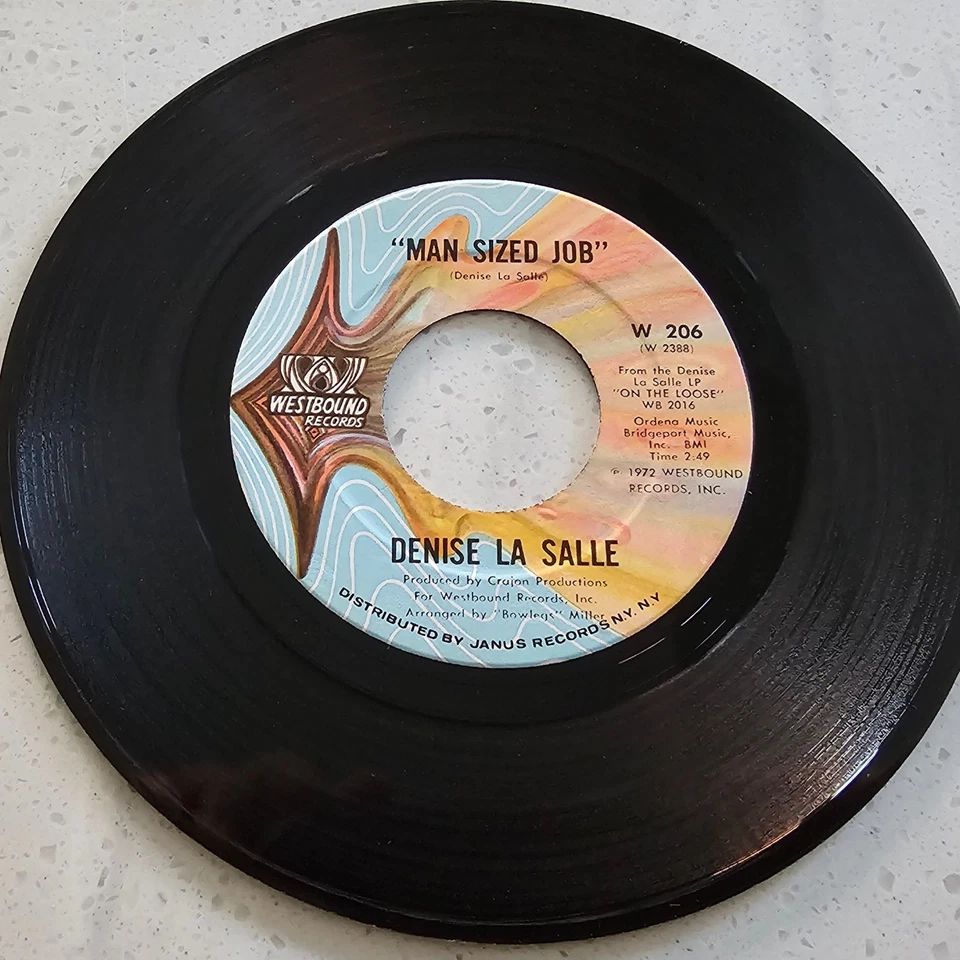 “MAN SIZED JOB”
(Denise La Salle)
WESTBOUND
RECORDS
W 206
(W 2388)
From the Denise
La Salle LP
"ON THE LOOSE"
WB 2016
Ordena Music
Bridgeport Music,
Inc. BMI
Time 2:49
℗ 1972 WESTBOUND
RECORDS, INC.
DENISE LA SALLE
Produced by Crajon Productions
For Westbound Records, Inc.
Arranged by "Bowlegs" Miller
DISTRIBUTED BY JANUS RECORDS N.Y. N.Y